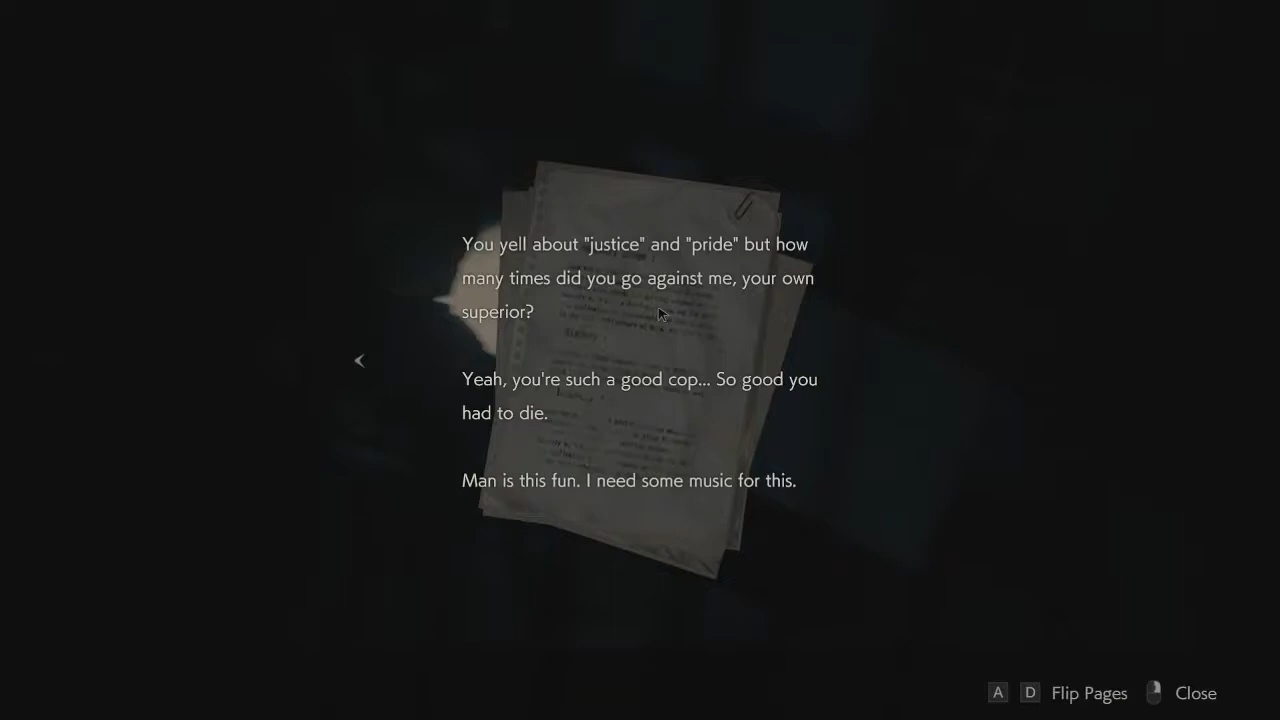 You yell about "justice" and "pride" but how
many times did you go against me, your own
superior?
Yeah, you're such a good cop... So good you
had to die.
Man is this fun. I need some music for this.
A D Flip Pages Close